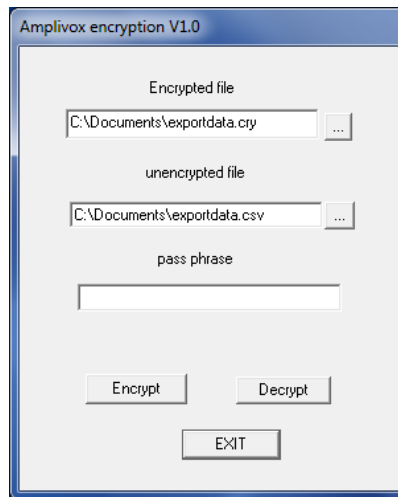 Amplivox encryption V1.0
Encrypted file
C:\Documents\exportdata.cry
...
unencrypted file
C:\Documents\exportdata.csv
...
pass phrase
Encrypt
Decrypt
EXIT